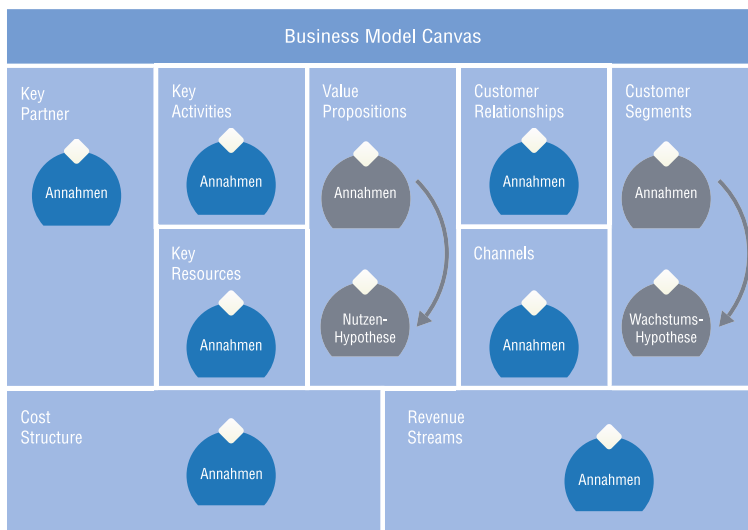 Business Model Canvas
Key
Partner
Annahmen
Key
Activities
Annahmen
Key
Resources
Annahmen
Value
Propositions
Annahmen
Nutzen-
Hypothese
Customer
Relationships
Annahmen
Channels
Annahmen
Customer
Segments
Annahmen
Wachstums-
Hypothese
Cost
Structure
Annahmen
Revenue
Streams
Annahmen